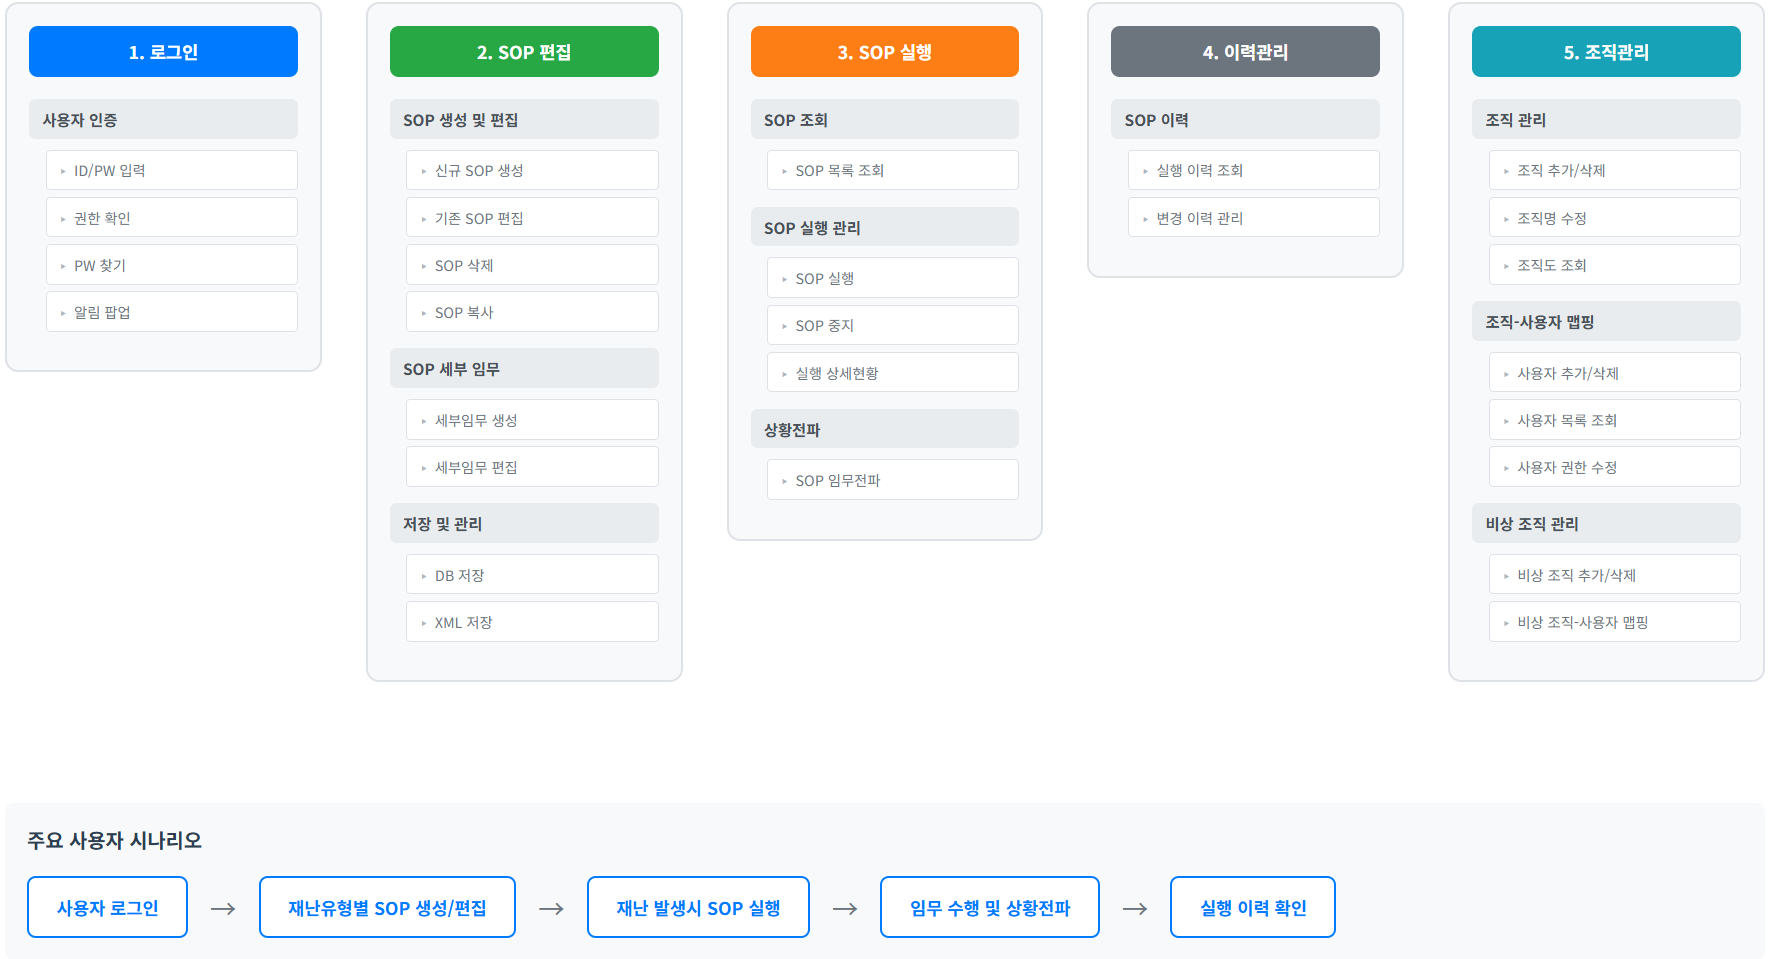 1. 로그인
사용자 인증
▸ ID/PW 입력
▸ 권한 확인
▸ PW 찾기
▸ 알림 팝업
2. SOP 편집
SOP 생성 및 편집
▸ 신규 SOP 생성
▸ 기존 SOP 편집
▸ SOP 삭제
▸ SOP 복사
SOP 세부 임무
▸ 세부임무 생성
▸ 세부임무 편집
저장 및 관리
▸ DB 저장
▸ XML 저장
3. SOP 실행
SOP 조회
▸ SOP 목록 조회
SOP 실행 관리
▸ SOP 실행
▸ SOP 중지
▸ 실행 상세현황
상황전파
▸ SOP 임무전파
4. 이력관리
SOP 이력
▸ 실행 이력 조회
▸ 변경 이력 관리
5. 조직관리
조직 관리
▸ 조직 추가/삭제
▸ 조직명 수정
▸ 조직도 조회
조직-사용자 맵핑
▸ 사용자 추가/삭제
▸ 사용자 목록 조회
▸ 사용자 권한 수정
비상 조직 관리
▸ 비상 조직 추가/삭제
▸ 비상 조직-사용자 맵핑
주요 사용자 시나리오
사용자 로그인 → 재난유형별 SOP 생성/편집 → 재난 발생시 SOP 실행 → 임무 수행 및 상황전파 → 실행 이력 확인